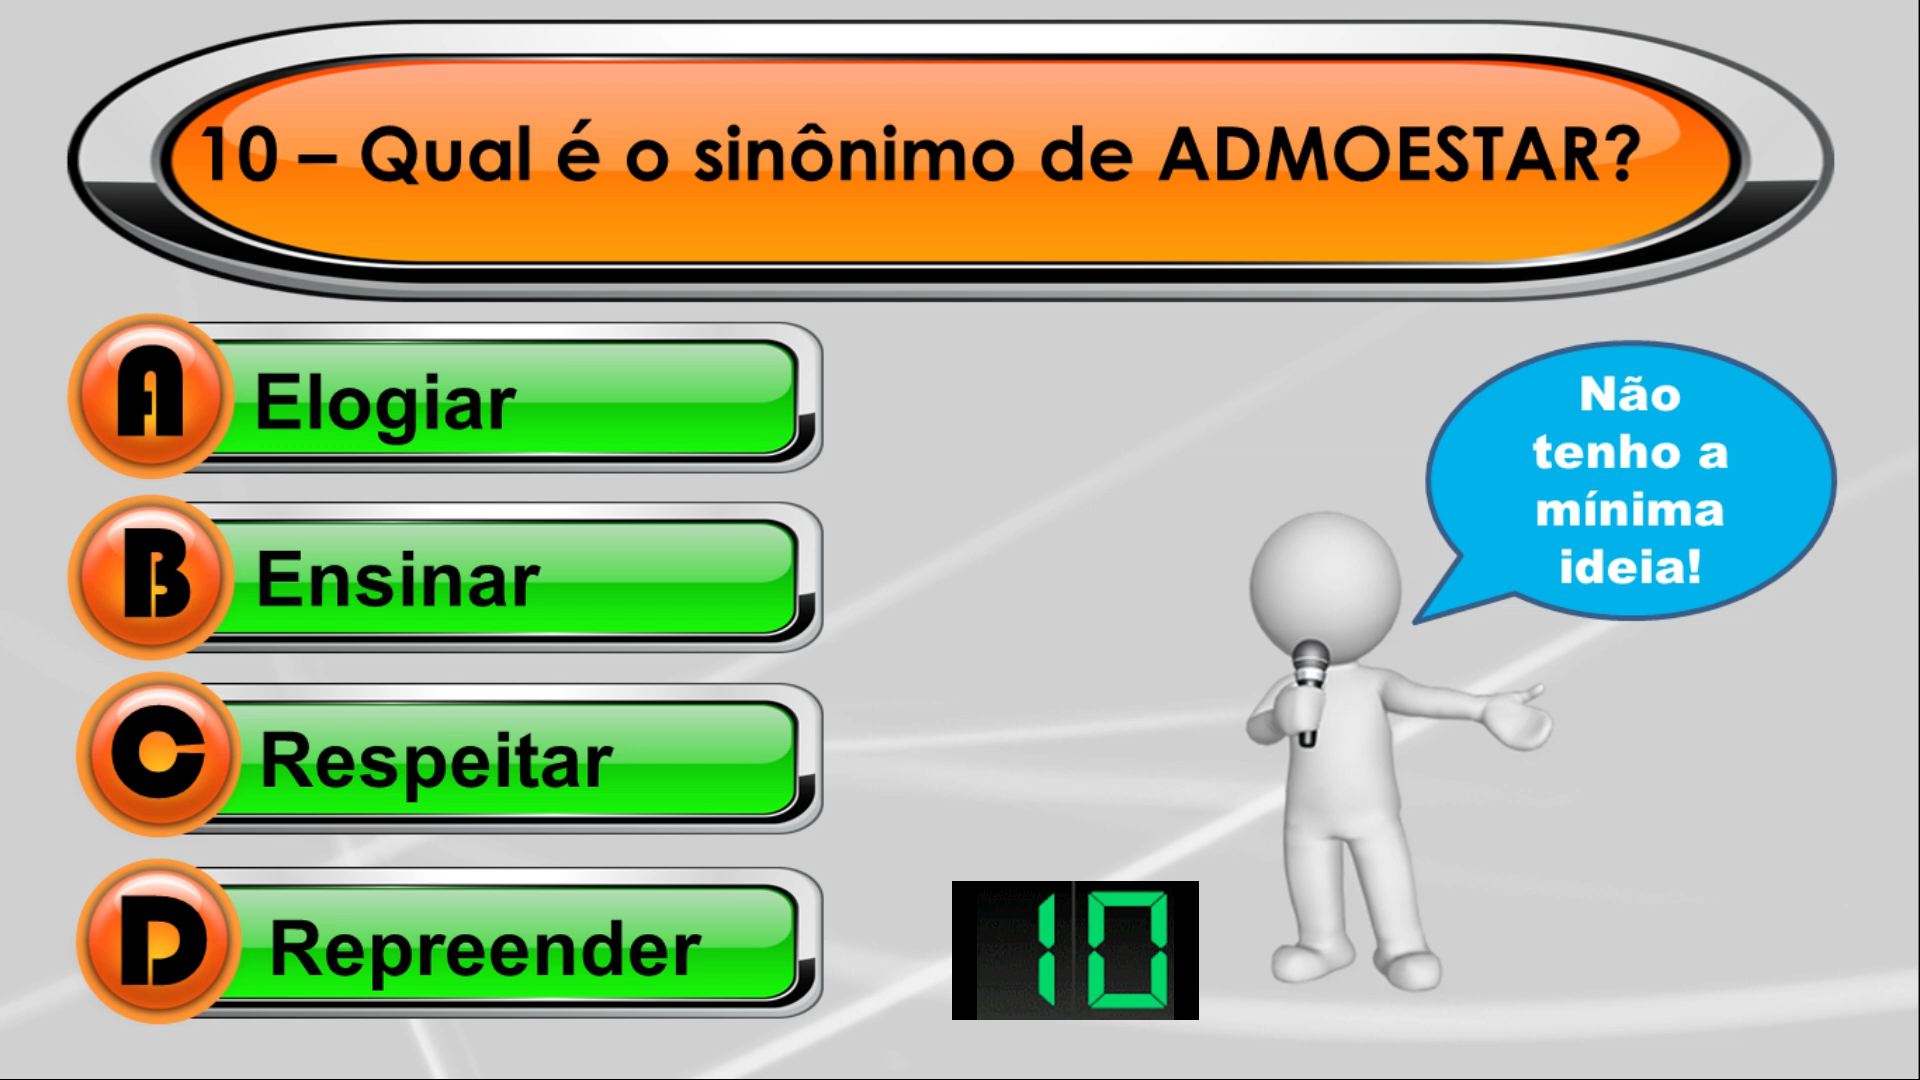 10 – Qual é o sinônimo de ADMOESTAR?
A Elogiar
B Ensinar
C Respeitar
D Repreender
Não
tenho a
mínima
ideia!
10